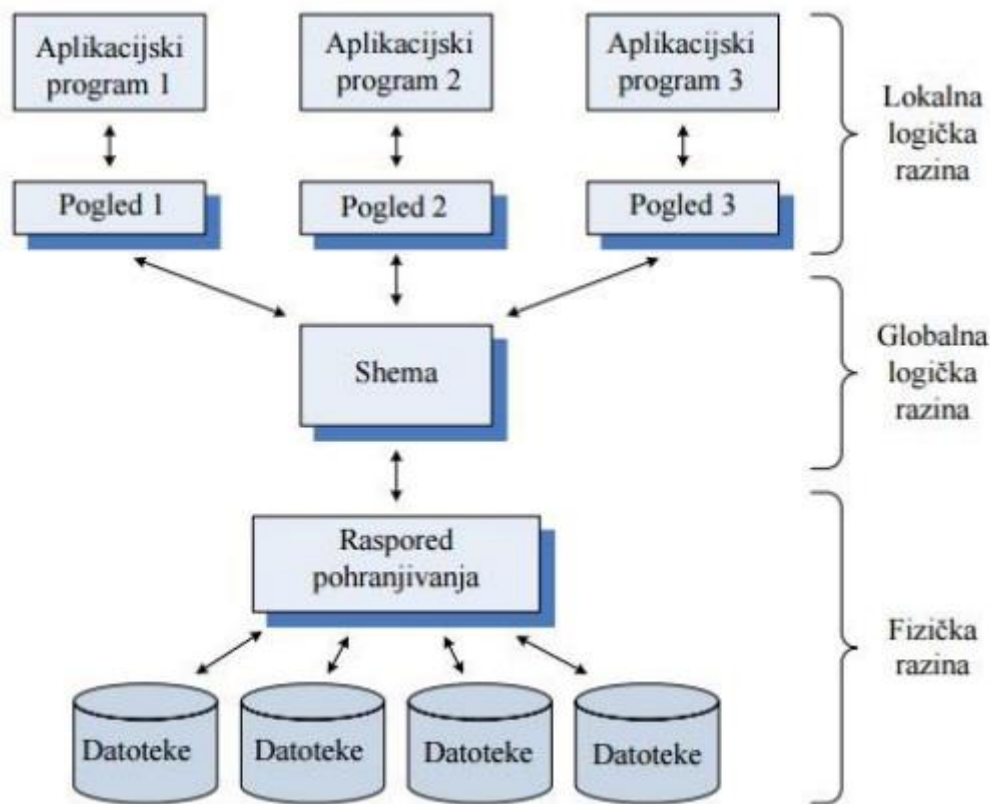 Aplikacijski
program 1
Aplikacijski
program 2
Aplikacijski
program 3
Pogled 1
Pogled 2
Pogled 3
Lokalna
logička
razina
Shema
Globalna
logička
razina
Raspored
pohranjivanja
Datoteke
Datoteke
Datoteke
Datoteke
Fizička
razina